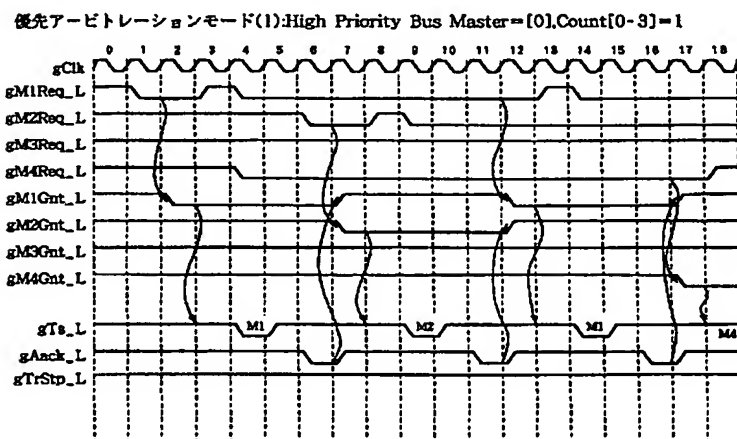 優先アービトレーションモード(1):High Priority Bus Master=[0],Count[0-3]=1
0 1 2 3 4 5 6 7 8 9 10 11 12 13 14 15 16 17 18
gClk
gM1Req_L
gM2Req_L
gM3Req_L
gM4Req_L
gM1Gnt_L
gM2Gnt_L
gM3Gnt_L
gM4Gnt_L
gTs_L M1 M2 M1 M4
gAack_L
gTrStp_L